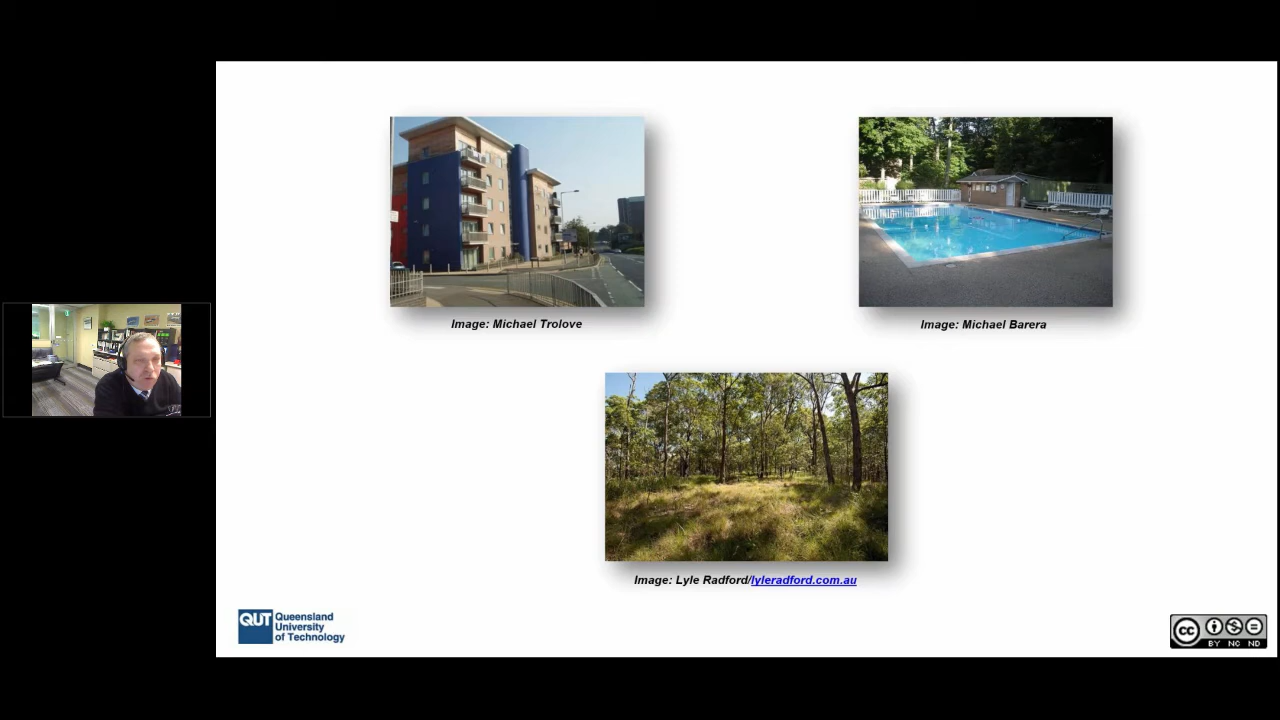 Image: Michael Trolove
Image: Michael Barera
Image: Lyle Radford/lyleradford.com.au
QUT Queensland
University
of Technology
cc
BY NC ND